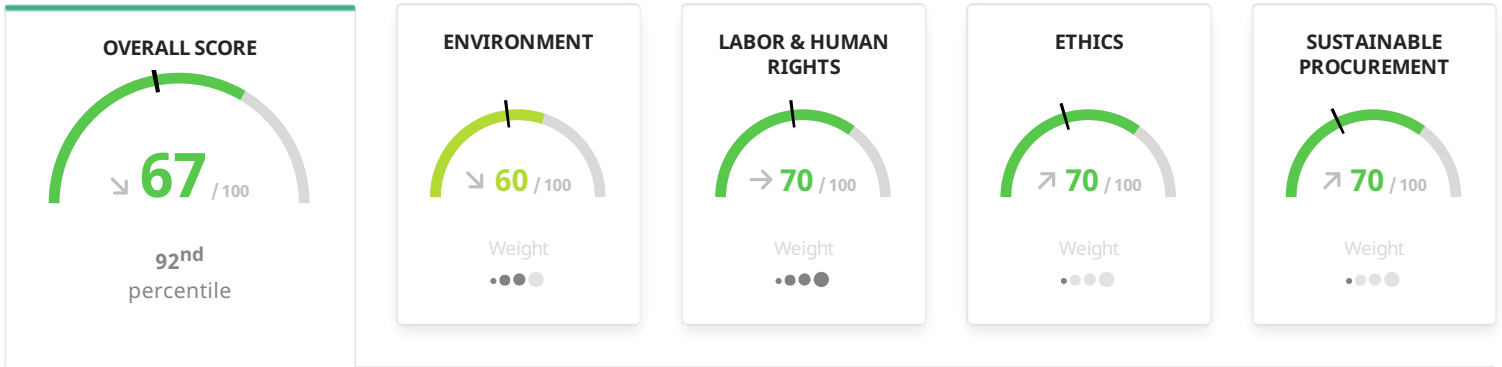 OVERALL SCORE
67 / 100
92nd
percentile
ENVIRONMENT
60 / 100
Weight
LABOR & HUMAN
RIGHTS
70 / 100
Weight
ETHICS
70 / 100
Weight
SUSTAINABLE
PROCUREMENT
70 / 100
Weight